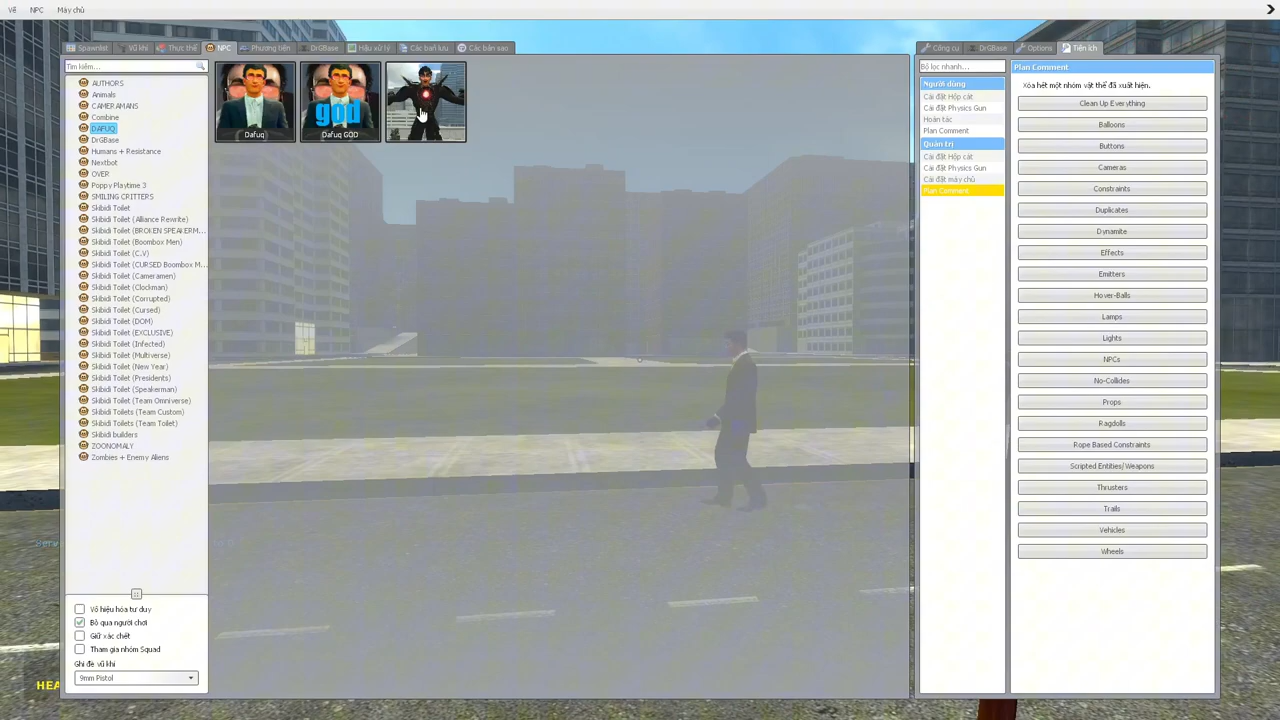 Vẽ
NPC
Máy chủ
Spawnlist
Vũ khí
Thực thể
NPC
Phương tiện
DrGBase
Hậu xử lý
Các bản lưu
Các bản sao
Công cụ
DrGBase
Options
Tiện ích
Tìm kiếm...
AUTHORS
Animals
CAMERAMANS
Combine
DAFUQ
DrGBase
Humans + Resistance
Nextbot
OVER
Poppy Playtime 3
SMILING CRITTERS
Skibidi Toilet
Skibidi Toilet (Alliance Rewrite)
Skibidi Toilet (BROKEN SPEAKERM...
Skibidi Toilet (Boombox Men)
Skibidi Toilet (C.V)
Skibidi Toilet (CURSED Boombox M...
Skibidi Toilet (Cameramen)
Skibidi Toilet (Clockman)
Skibidi Toilet (Corrupted)
Skibidi Toilet (Cursed)
Skibidi Toilet (DOM)
Skibidi Toilet (EXCLUSIVE)
Skibidi Toilet (Infected)
Skibidi Toilet (Multiverse)
Skibidi Toilet (New Year)
Skibidi Toilet (Presidents)
Skibidi Toilet (Speakerman)
Skibidi Toilet (Team Omniverse)
Skibidi Toilets (Team Custom)
Skibidi Toilets (Team Toilet)
Skibidi builders
ZOONOMALY
Zombies + Enemy Aliens
Vô hiệu hóa tư duy
Bỏ qua người chơi
Giữ xác chết
Tham gia nhóm Squad
Ghi đè vũ khí
9mm Pistol
Dafuq
god
Dafuq GOD
Bộ lọc nhanh...
Người dùng
Cài đặt Hộp cát
Cài đặt Physics Gun
Hoàn tác
Plan Comment
Quản trị
Cài đặt Hộp cát
Cài đặt Physics Gun
Cài đặt máy chủ
Plan Comment
Plan Comment
Xóa hết một nhóm vật thể đã xuất hiện.
Clean Up Everything
Balloons
Buttons
Cameras
Constraints
Duplicates
Dynamite
Effects
Emitters
Hover-Balls
Lamps
Lights
NPCs
No-Collides
Props
Ragdolls
Rope Based Constraints
Scripted Entities/Weapons
Thrusters
Trails
Vehicles
Wheels
HEA